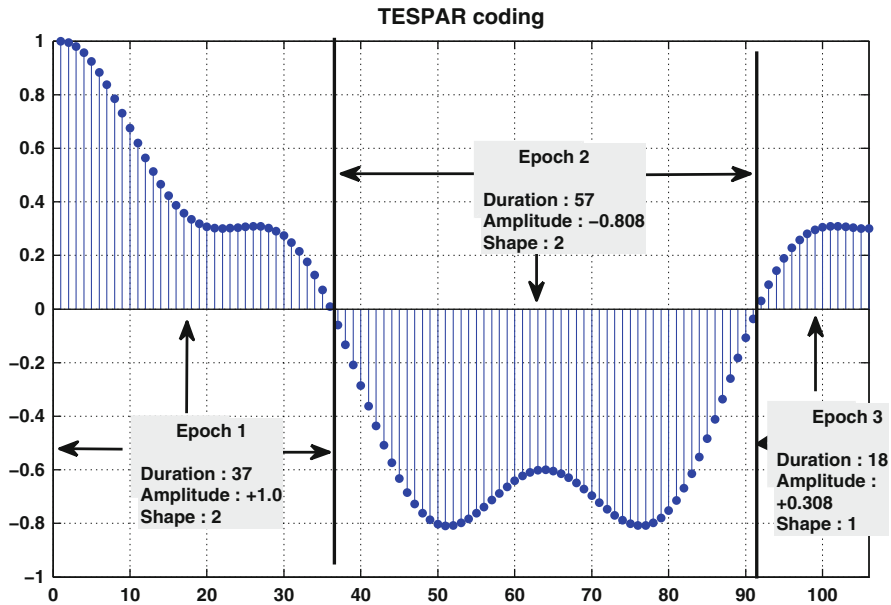 TESPAR coding
1
0.8
0.6
0.4
0.2
0
−0.2
−0.4
−0.6
−0.8
−1
Epoch 2
Duration : 57
Amplitude : −0.808
Shape : 2
Epoch 1
Duration : 37
Amplitude : +1.0
Shape : 2
Epoch 3
Duration : 18
Amplitude :
+0.308
Shape : 1
0 10 20 30 40 50 60 70 80 90 100